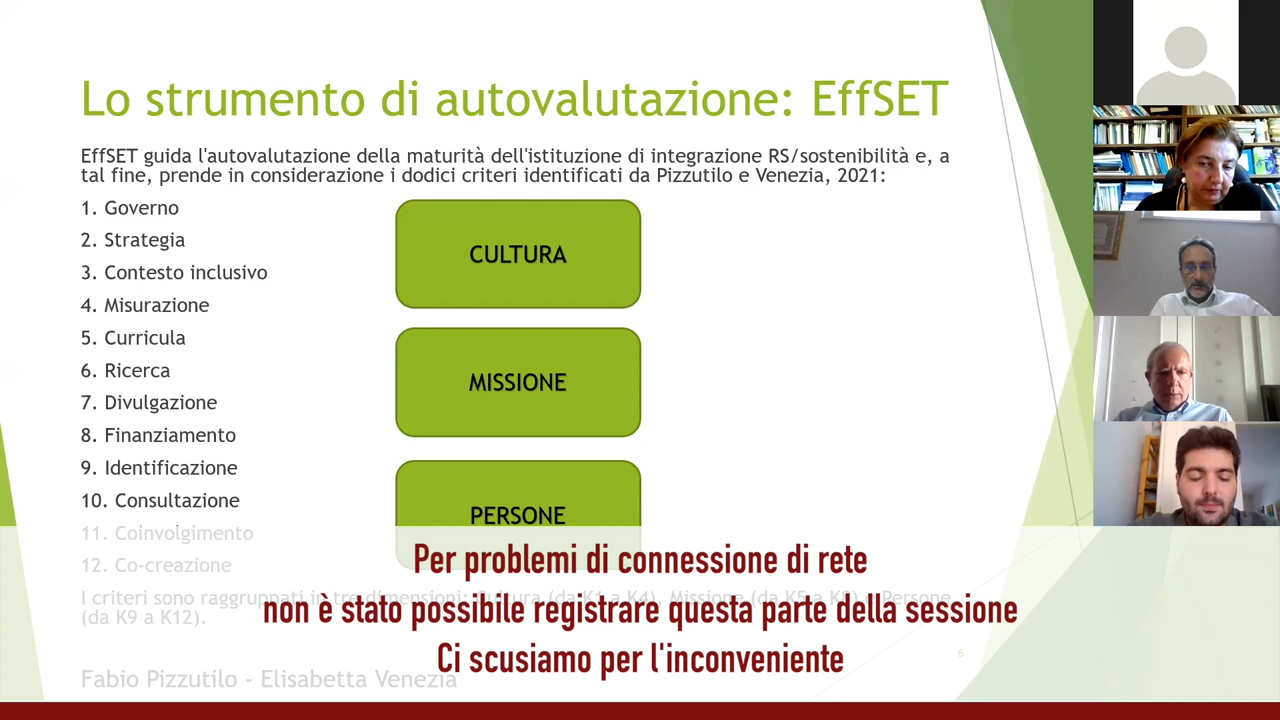 Lo strumento di autovalutazione: EffSET
EffSET guida l'autovalutazione della maturità dell'istituzione di integrazione RS/sostenibilità e, a
tal fine, prende in considerazione i dodici criteri identificati da Pizzutilo e Venezia, 2021:
1. Governo
2. Strategia
3. Contesto inclusivo
4. Misurazione
5. Curricula
6. Ricerca
7. Divulgazione
8. Finanziamento
9. Identificazione
10. Consultazione
11. Coinvolgimento
12. Co-creazione
CULTURA
MISSIONE
PERSONE
I criteri sono raggruppati in tre dimensioni: Cultura (da K1 a K4), Missione (da K5 a K8) e Persone
(da K9 a K12).
Per problemi di connessione di rete
non è stato possibile registrare questa parte della sessione
Ci scusiamo per l'inconveniente
6
Fabio Pizzutilo - Elisabetta Venezia